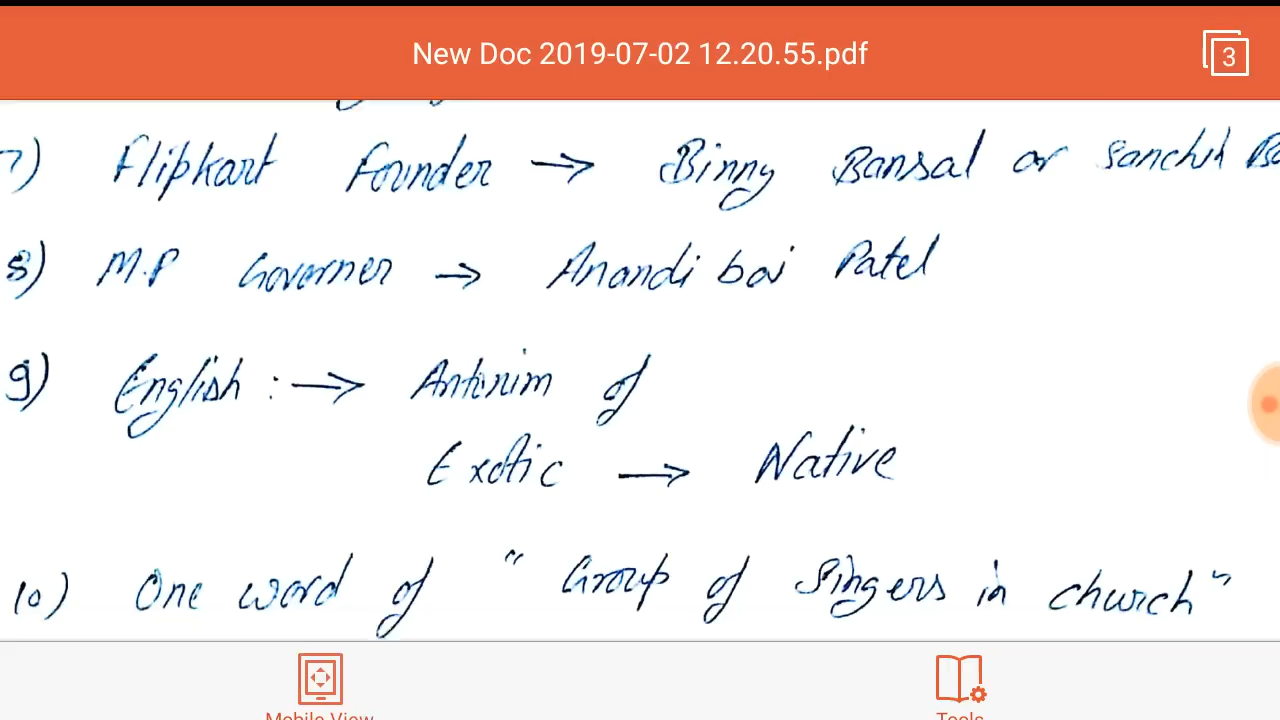 New Doc 2019-07-02 12.20.55.pdf
3
7) Flipkart Founder → Binny Bansal or Sanchit Ba
8) M.P Governer → Anandi bai Patel
9) English :→ Antonim of
Exotic → Native
10) One word of "Group of Singers in church"
Mobile View
Tools